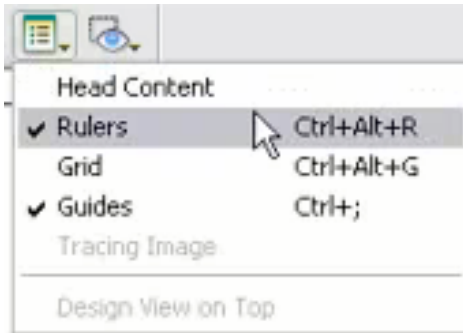 Head Content
Rulers Ctrl+Alt+R
Grid Ctrl+Alt+G
Guides Ctrl+;
Tracing Image
Design View on Top